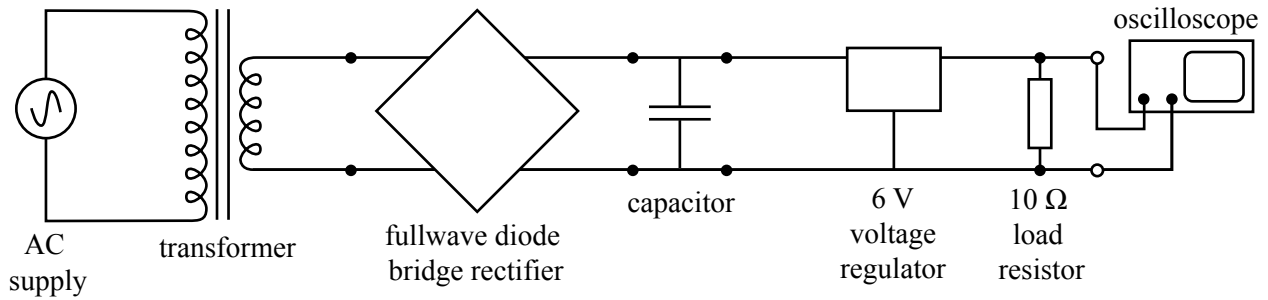 oscilloscope
AC
supply
transformer
fullwave diode
bridge rectifier
capacitor
6 V
voltage
regulator
10 Ω
load
resistor